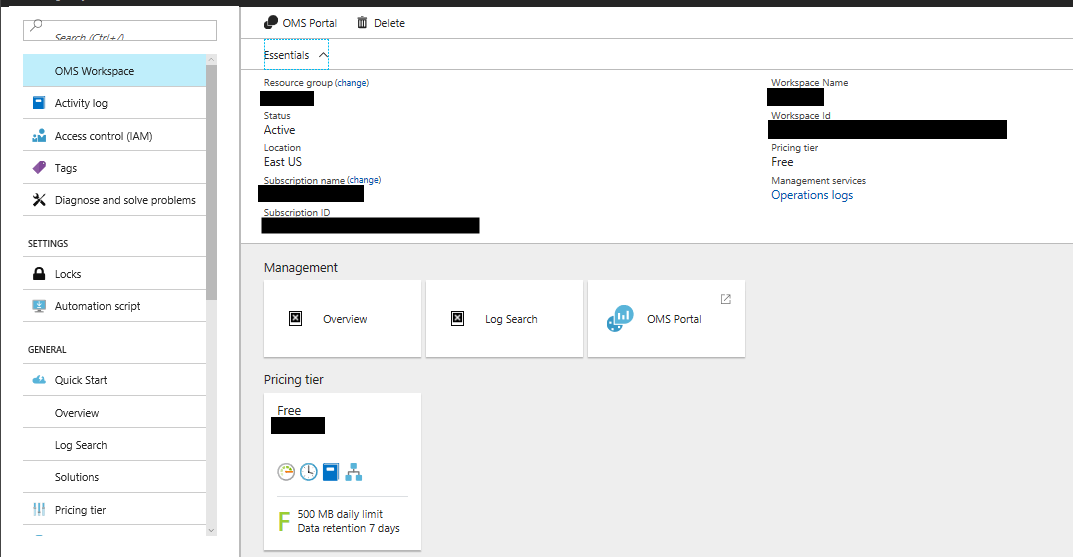 Search (Ctrl+/)
OMS Workspace
Activity log
Access control (IAM)
Tags
Diagnose and solve problems
SETTINGS
Locks
Automation script
GENERAL
Quick Start
Overview
Log Search
Solutions
Pricing tier
OMS Portal
Delete
Essentials
Resource group (change)
Status
Active
Location
East US
Subscription name (change)
Subscription ID
Workspace Name
Workspace Id
Pricing tier
Free
Management services
Operations logs
Management
Overview
Log Search
OMS Portal
Pricing tier
Free
F
500 MB daily limit
Data retention 7 days